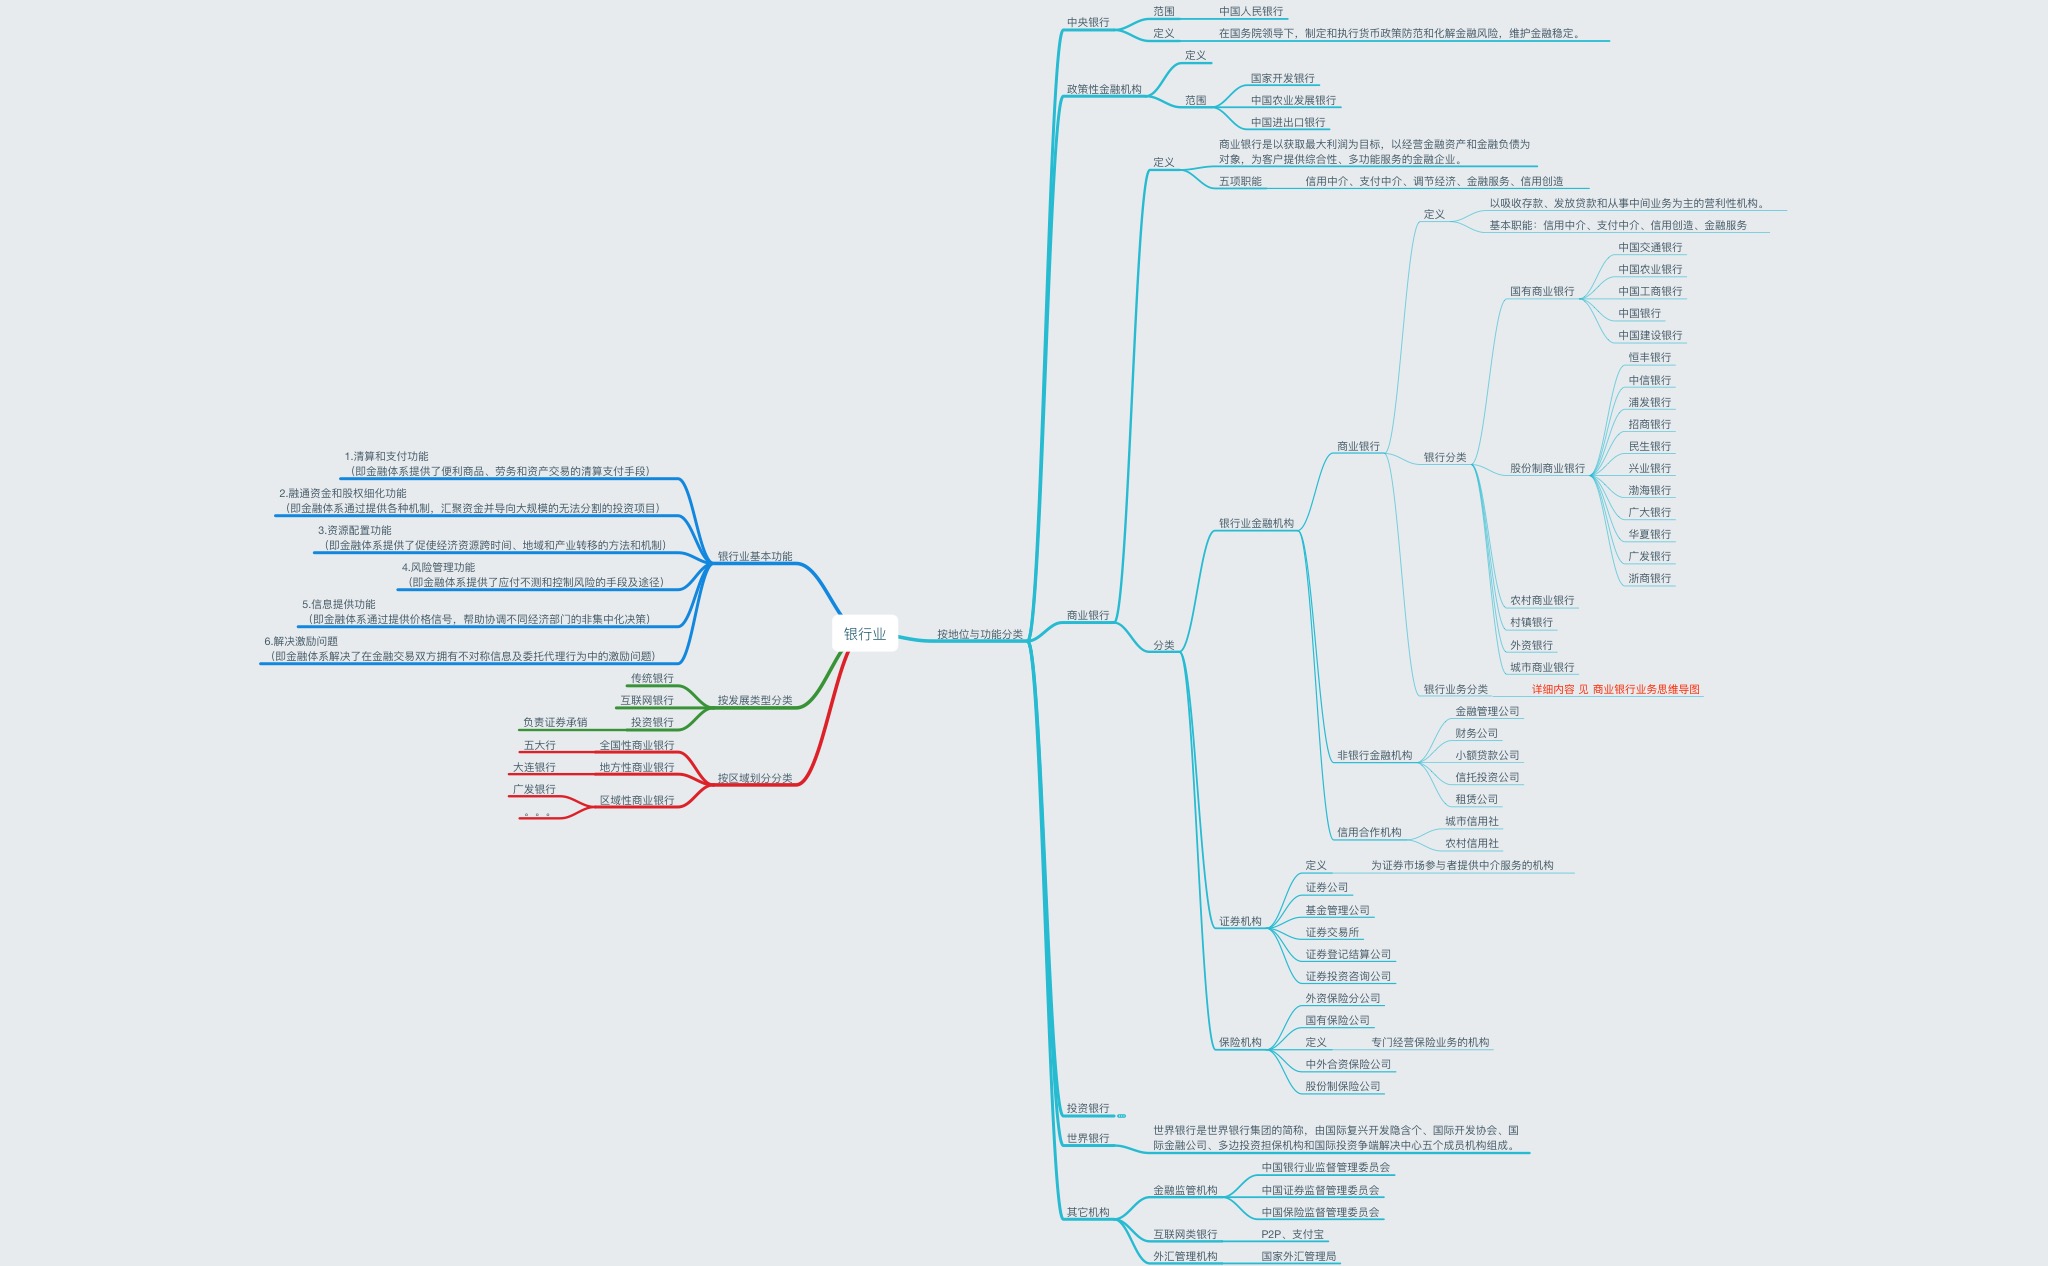 银行业
银行业基本功能
1.清算和支付功能
（即金融体系提供了便利商品、劳务和资产交易的清算支付手段）
2.融通资金和股权细化功能
（即金融体系通过提供各种机制，汇聚资金并导向大规模的无法分割的投资项目）
3.资源配置功能
（即金融体系提供了促使经济资源跨时间、地域和产业转移的方法和机制）
4.风险管理功能
（即金融体系提供了应付不测和控制风险的手段及途径）
5.信息提供功能
（即金融体系通过提供价格信号，帮助协调不同经济部门的非集中化决策）
6.解决激励问题
（即金融体系解决了在金融交易双方拥有不对称信息及委托代理行为中的激励问题）
按发展类型分类
传统银行
互联网银行
投资银行
负责证券承销
按区域划分分类
全国性商业银行
五大行
地方性商业银行
大连银行
区域性商业银行
广发银行
。。。
按地位与功能分类
中央银行
范围
中国人民银行
定义
在国务院领导下，制定和执行货币政策防范和化解金融风险，维护金融稳定。
政策性金融机构
定义
范围
国家开发银行
中国农业发展银行
中国进出口银行
商业银行
定义
商业银行是以获取最大利润为目标，以经营金融资产和金融负债为
对象，为客户提供综合性、多功能服务的金融企业。
五项职能
信用中介、支付中介、调节经济、金融服务、信用创造
分类
银行业金融机构
商业银行
定义
以吸收存款、发放贷款和从事中间业务为主的营利性机构。
基本职能：信用中介、支付中介、信用创造、金融服务
银行分类
国有商业银行
中国交通银行
中国农业银行
中国工商银行
中国银行
中国建设银行
股份制商业银行
恒丰银行
中信银行
浦发银行
招商银行
民生银行
兴业银行
渤海银行
广大银行
华夏银行
广发银行
浙商银行
农村商业银行
村镇银行
外资银行
城市商业银行
银行业务分类
详细内容 见 商业银行业务思维导图
非银行金融机构
金融管理公司
财务公司
小额贷款公司
信托投资公司
租赁公司
信用合作机构
城市信用社
农村信用社
证券机构
定义
为证券市场参与者提供中介服务的机构
证券公司
基金管理公司
证券交易所
证券登记结算公司
证券投资咨询公司
保险机构
外资保险分公司
国有保险公司
定义
专门经营保险业务的机构
中外合资保险公司
股份制保险公司
投资银行
世界银行
世界银行是世界银行集团的简称，由国际复兴开发隐含个、国际开发协会、国
际金融公司、多边投资担保机构和国际投资争端解决中心五个成员机构组成。
其它机构
金融监管机构
中国银行业监督管理委员会
中国证券监督管理委员会
中国保险监督管理委员会
互联网类银行
P2P、支付宝
外汇管理机构
国家外汇管理局